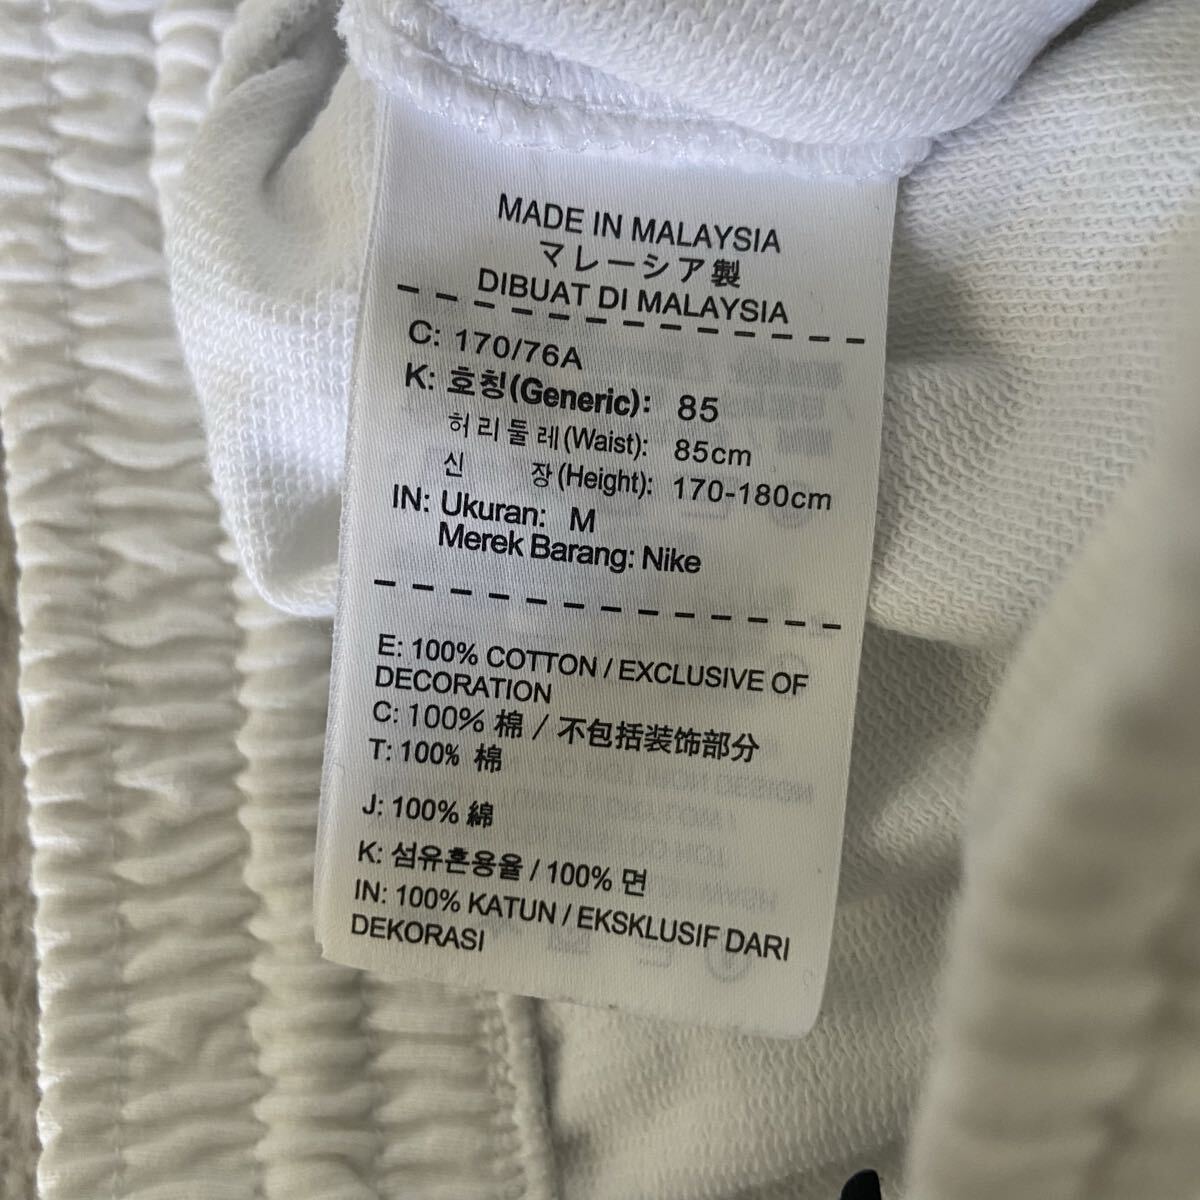 MADE IN MALAYSIA
マレーシア製
DIBUAT DI MALAYSIA
C: 170/76A
K: 호칭(Generic): 85
허리둘레(Waist): 85cm
신 장(Height): 170-180cm
IN: Ukuran: M
Merek Barang: Nike
E: 100% COTTON / EXCLUSIVE OF
DECORATION
C: 100% 棉 / 不包括装饰部分
T: 100% 棉
J: 100% 綿
K: 섬유혼용율 / 100% 면
IN: 100% KATUN / EKSKLUSIF DARI
DEKORASI